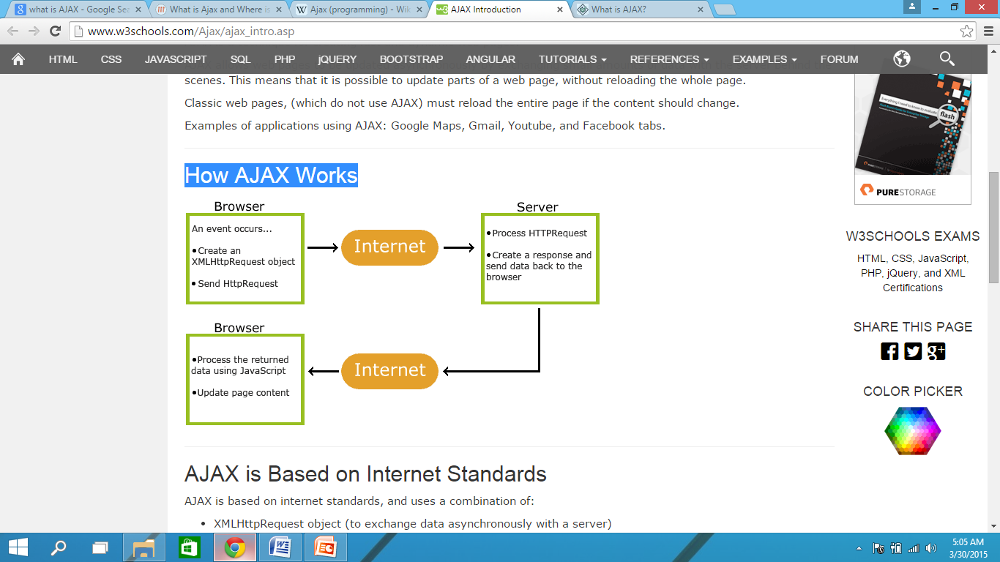 what is AJAX - Google Sea
What is Ajax and Where is
Ajax (programming) - Wik
AJAX Introduction
What is AJAX?
www.w3schools.com/Ajax/ajax_intro.asp
HTML CSS JAVASCRIPT SQL PHP jQUERY BOOTSTRAP ANGULAR TUTORIALS REFERENCES EXAMPLES FORUM
scenes. This means that it is possible to update parts of a web page, without reloading the whole page.
Classic web pages, (which do not use AJAX) must reload the entire page if the content should change.
Examples of applications using AJAX: Google Maps, Gmail, Youtube, and Facebook tabs.
How AJAX Works
Browser
An event occurs...
•Create an
XMLHttpRequest object
• Send HttpRequest
Internet
Server
•Process HTTPRequest
•Create a response and
send data back to the
browser
Browser
•Process the returned
data using JavaScript
•Update page content
Internet
AJAX is Based on Internet Standards
AJAX is based on internet standards, and uses a combination of:
• XMLHttpRequest object (to exchange data asynchronously with a server)
flash
PURESTORAGE
W3SCHOOLS EXAMS
HTML, CSS, JavaScript,
PHP, jQuery, and XML
Certifications
SHARE THIS PAGE
COLOR PICKER
5:05 AM
3/30/2015